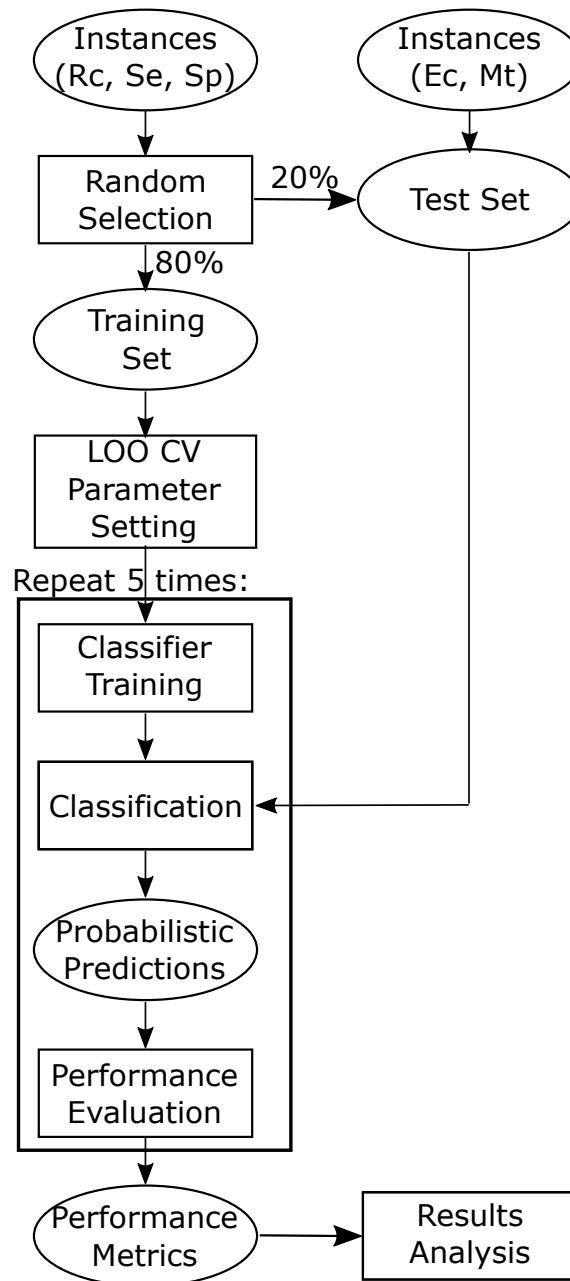 Instances
(Rc, Se, Sp)
Instances
(Ec, Mt)
Random
Selection
20%
Test Set
80%
Training
Set
LOO CV
Parameter
Setting
Repeat 5 times:
Classifier
Training
Classification
Probabilistic
Predictions
Performance
Evaluation
Performance
Metrics
Results
Analysis